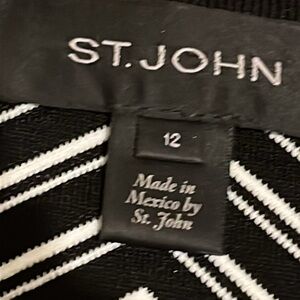 ST. JOHN
12
Made in
Mexico by
St. John